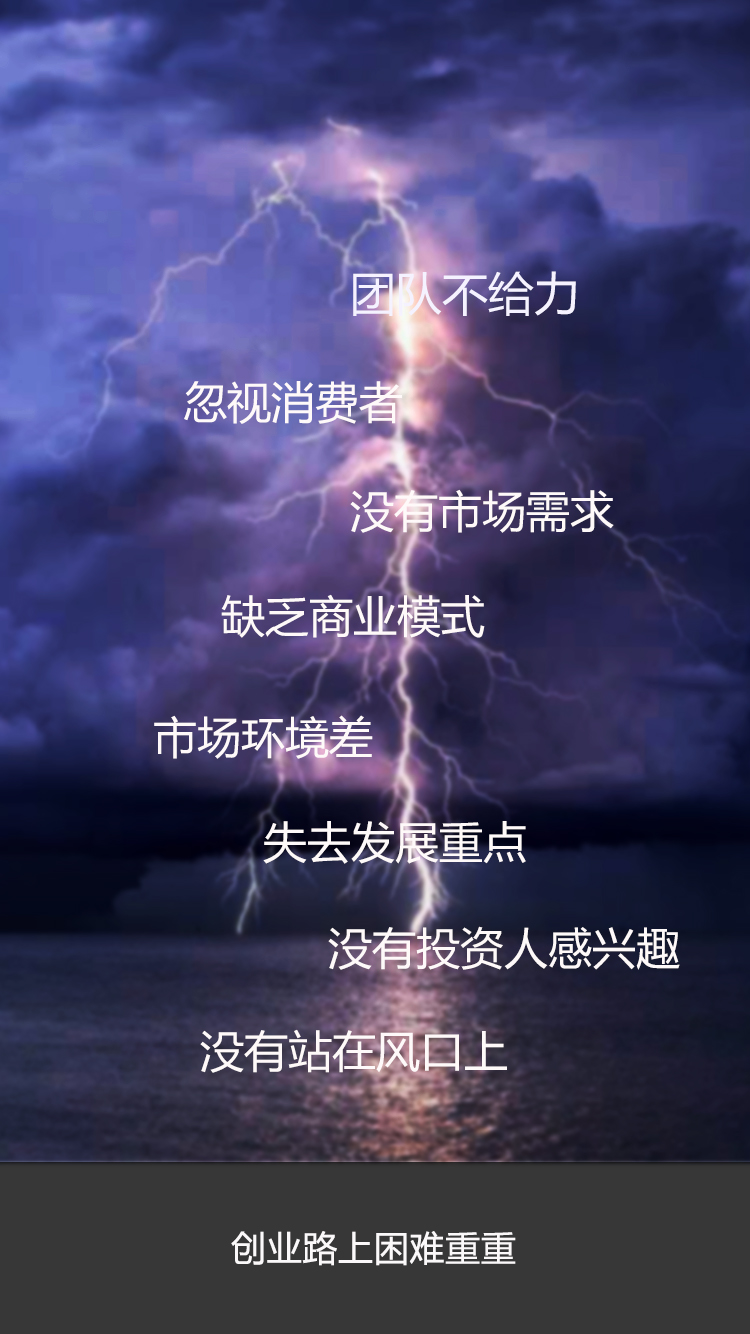 团队不给力
忽视消费者
没有市场需求
缺乏商业模式
市场环境差
失去发展重点
没有投资人感兴趣
没有站在风口上
创业路上困难重重